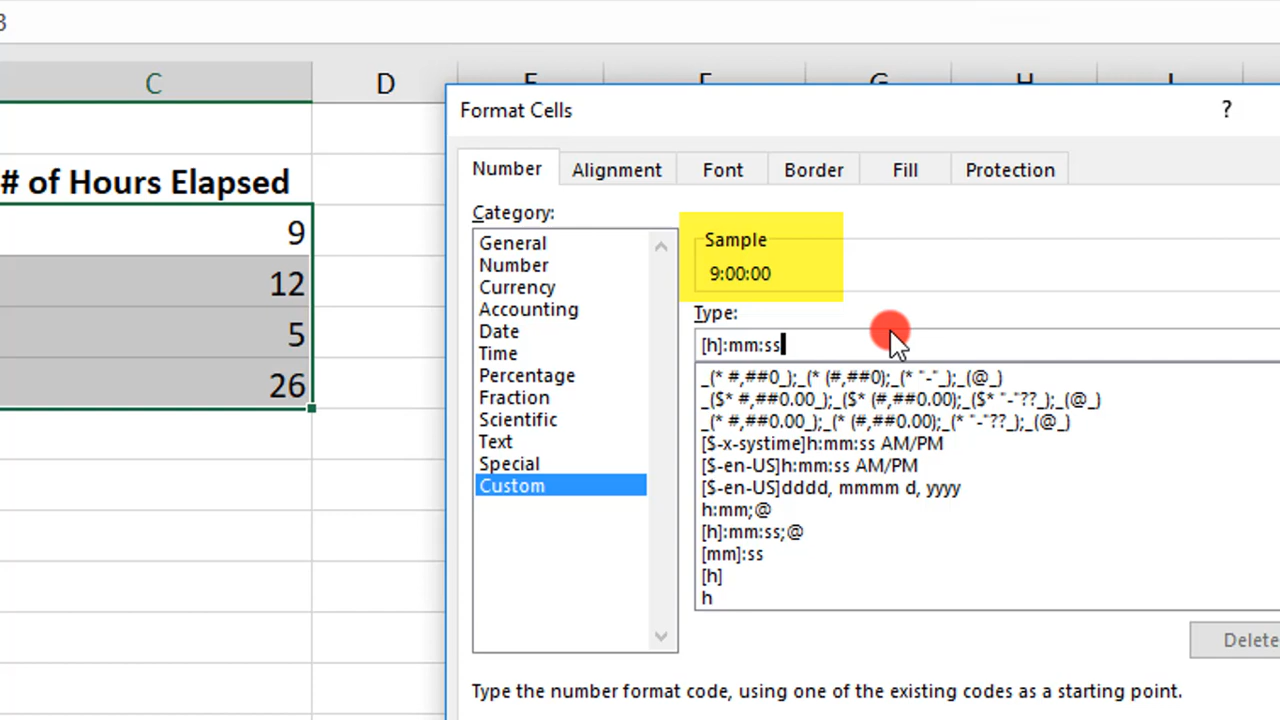 3
C D
Format Cells ?
# of Hours Elapsed
9
12
5
26
Number Alignment Font Border Fill Protection
Category:
General
Number
Currency
Accounting
Date
Time
Percentage
Fraction
Scientific
Text
Special
Custom
Sample
9:00:00
Type:
[h]:mm:ss
_(* #,##0_);_(* (#,##0);_(* "-"_);_(@_)
_($* #,##0.00_);_($* (#,##0.00);_($* "-"??_);_(@_)
_(* #,##0.00_);_(* (#,##0.00);_(* "-"??_);_(@_)
[$-x-systime]h:mm:ss AM/PM
[$-en-US]h:mm:ss AM/PM
[$-en-US]dddd, mmmm d, yyyy
h:mm;@
[h]:mm:ss;@
[mm]:ss
[h]
h
Delete
Type the number format code, using one of the existing codes as a starting point.